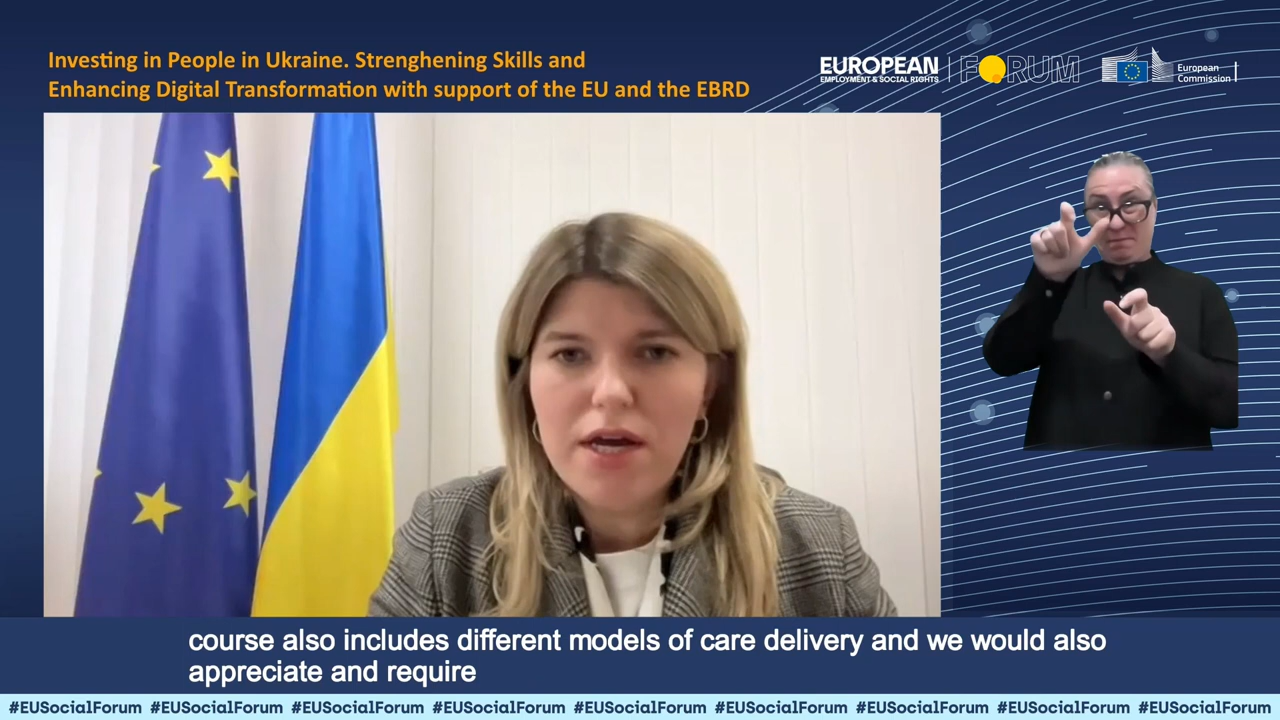 Investing in People in Ukraine. Strenghening Skills and
Enhancing Digital Transformation with support of the EU and the EBRD
EUROPEAN
EMPLOYMENT & SOCIAL RIGHTS
FORUM
European
Commission
course also includes different models of care delivery and we would also
appreciate and require
#EUSocialForum #EUSocialForum #EUSocialForum #EUSocialForum #EUSocialForum #EUSocialForum #EUSocialForum #EUSocialForum #EUSocialForum